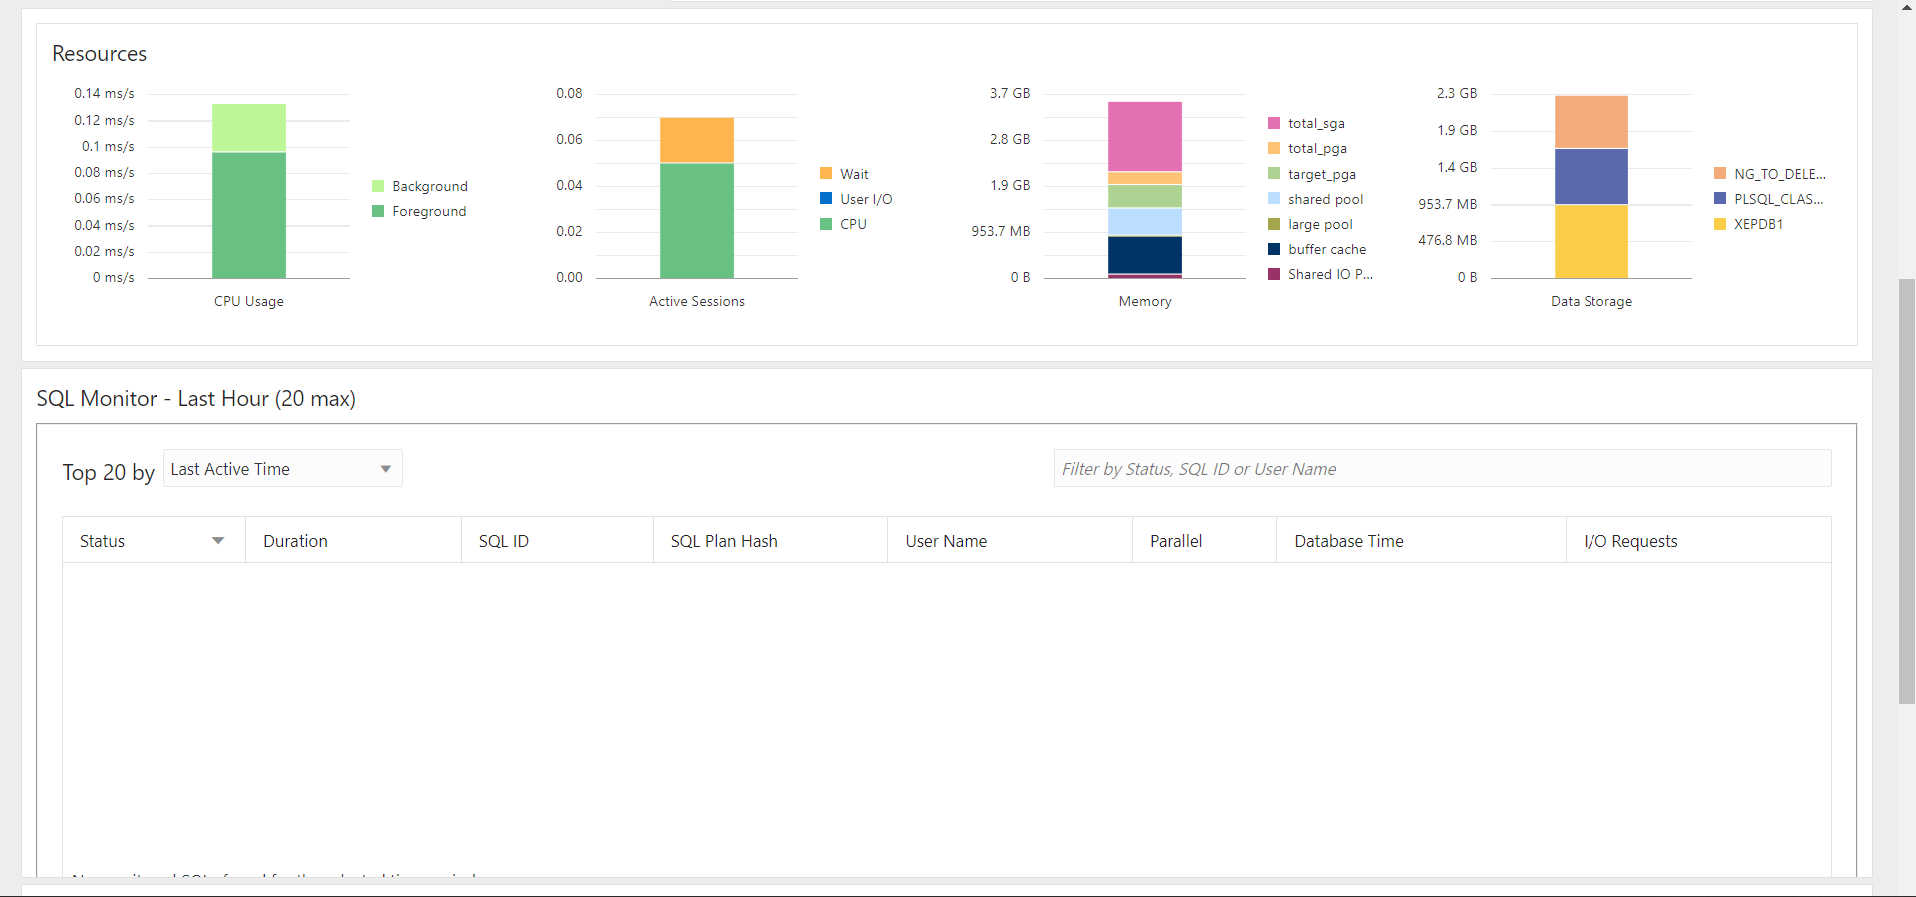 Resources
0.14 ms/s
0.12 ms/s
0.1 ms/s
0.08 ms/s
0.06 ms/s
0.04 ms/s
0.02 ms/s
0 ms/s
CPU Usage
Background
Foreground
0.08
0.06
0.04
0.02
0.00
Active Sessions
Wait
User I/O
CPU
3.7 GB
2.8 GB
1.9 GB
953.7 MB
0 B
Memory
total_sga
total_pga
target_pga
shared pool
large pool
buffer cache
Shared IO P...
2.3 GB
1.9 GB
1.4 GB
953.7 MB
476.8 MB
0 B
Data Storage
NG_TO_DELE...
PLSQL_CLAS...
XEPDB1
SQL Monitor - Last Hour (20 max)
Top 20 by Last Active Time
Filter by Status, SQL ID or User Name
Status Duration SQL ID SQL Plan Hash User Name Parallel Database Time I/O Requests